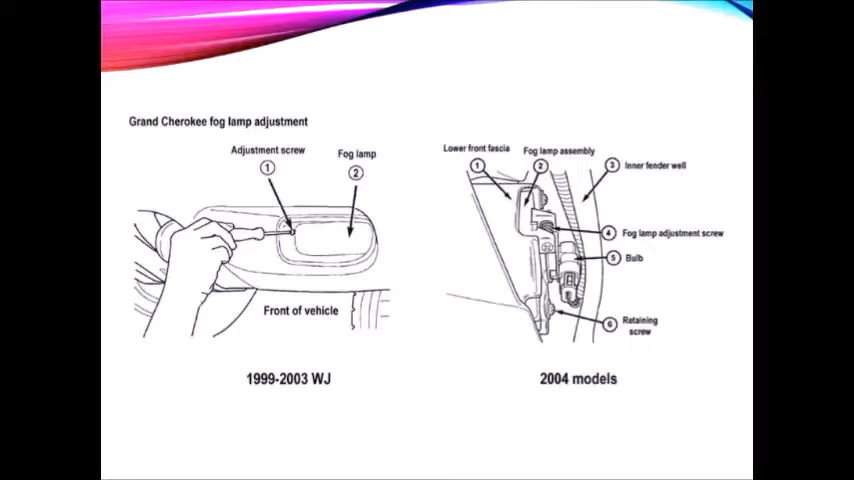 Grand Cherokee fog lamp adjustment
Adjustment screw
1
Fog lamp
2
Front of vehicle
1999-2003 WJ
Lower front fascia
1
Fog lamp assembly
2
3 Inner fender well
4 Fog lamp adjustment screw
5 Bulb
6 Retaining
screw
2004 models